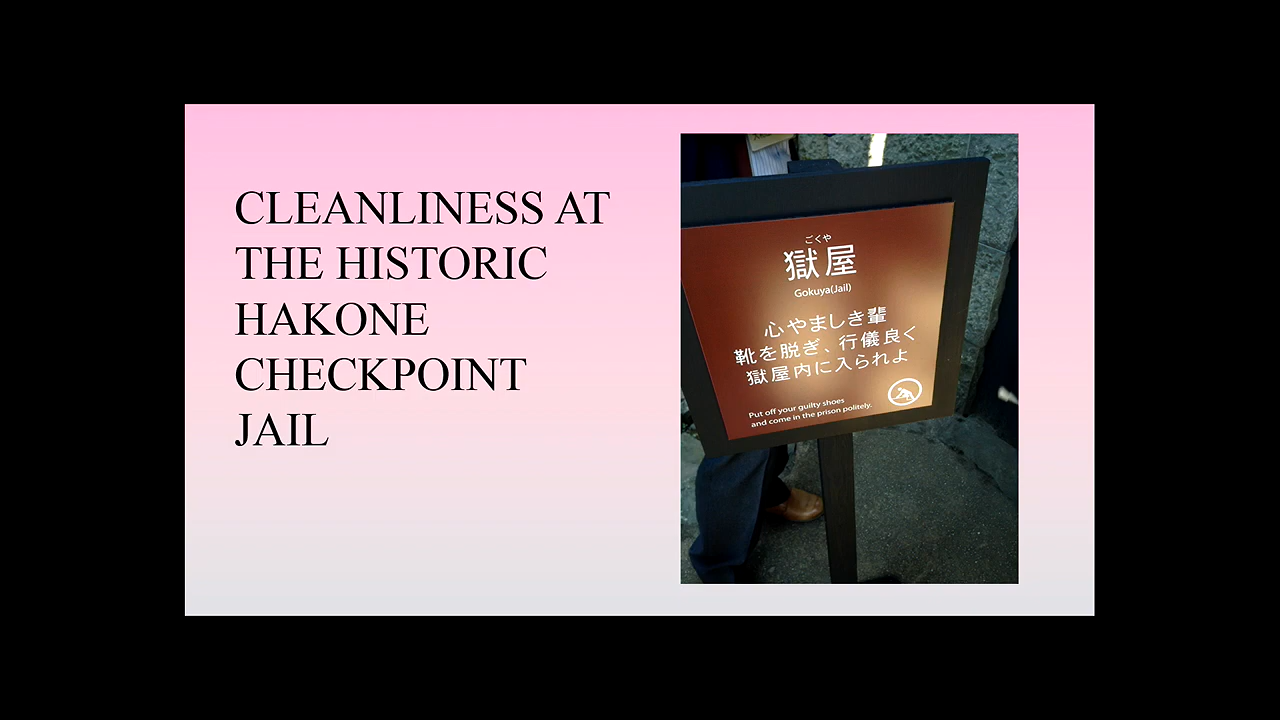 CLEANLINESS AT
THE HISTORIC
HAKONE
CHECKPOINT
JAIL
ごくや
獄屋
Gokuya(Jail)
心やましき輩
靴を脱ぎ、行儀良く
獄屋内に入られよ
Put off your guilty shoes
and come in the prison politely.